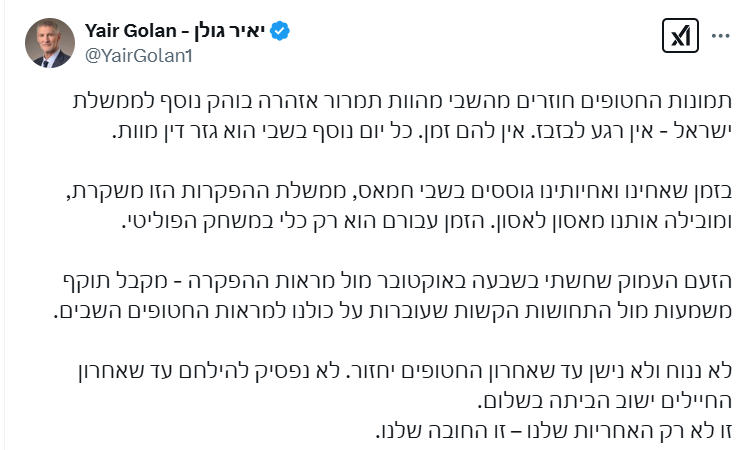 Yair Golan - יאיר גולן
@YairGolan1
תמונות החטופים חוזרים מהשבי מהוות תמרור אזהרה בוהק נוסף לממשלת
ישראל - אין רגע לבזבז. אין להם זמן. כל יום נוסף בשבי הוא גזר דין מוות.
בזמן שאחינו ואחיותינו גוססים בשבי חמאס, ממשלת ההפקרות הזו משקרת,
ומובילה אותנו מאסון לאסון. הזמן עבורם הוא רק כלי במשחק הפוליטי.
הזעם העמוק שחשתי בשבעה באוקטובר מול מראות ההפקרה - מקבל תוקף
משמעות מול התחושות הקשות שעוברות על כולנו למראות החטופים השבים.
לא ננוח ולא נישן עד שאחרון החטופים יחזור. לא נפסיק להילחם עד שאחרון
החיילים ישוב הביתה בשלום.
זו לא רק האחריות שלנו – זו החובה שלנו.